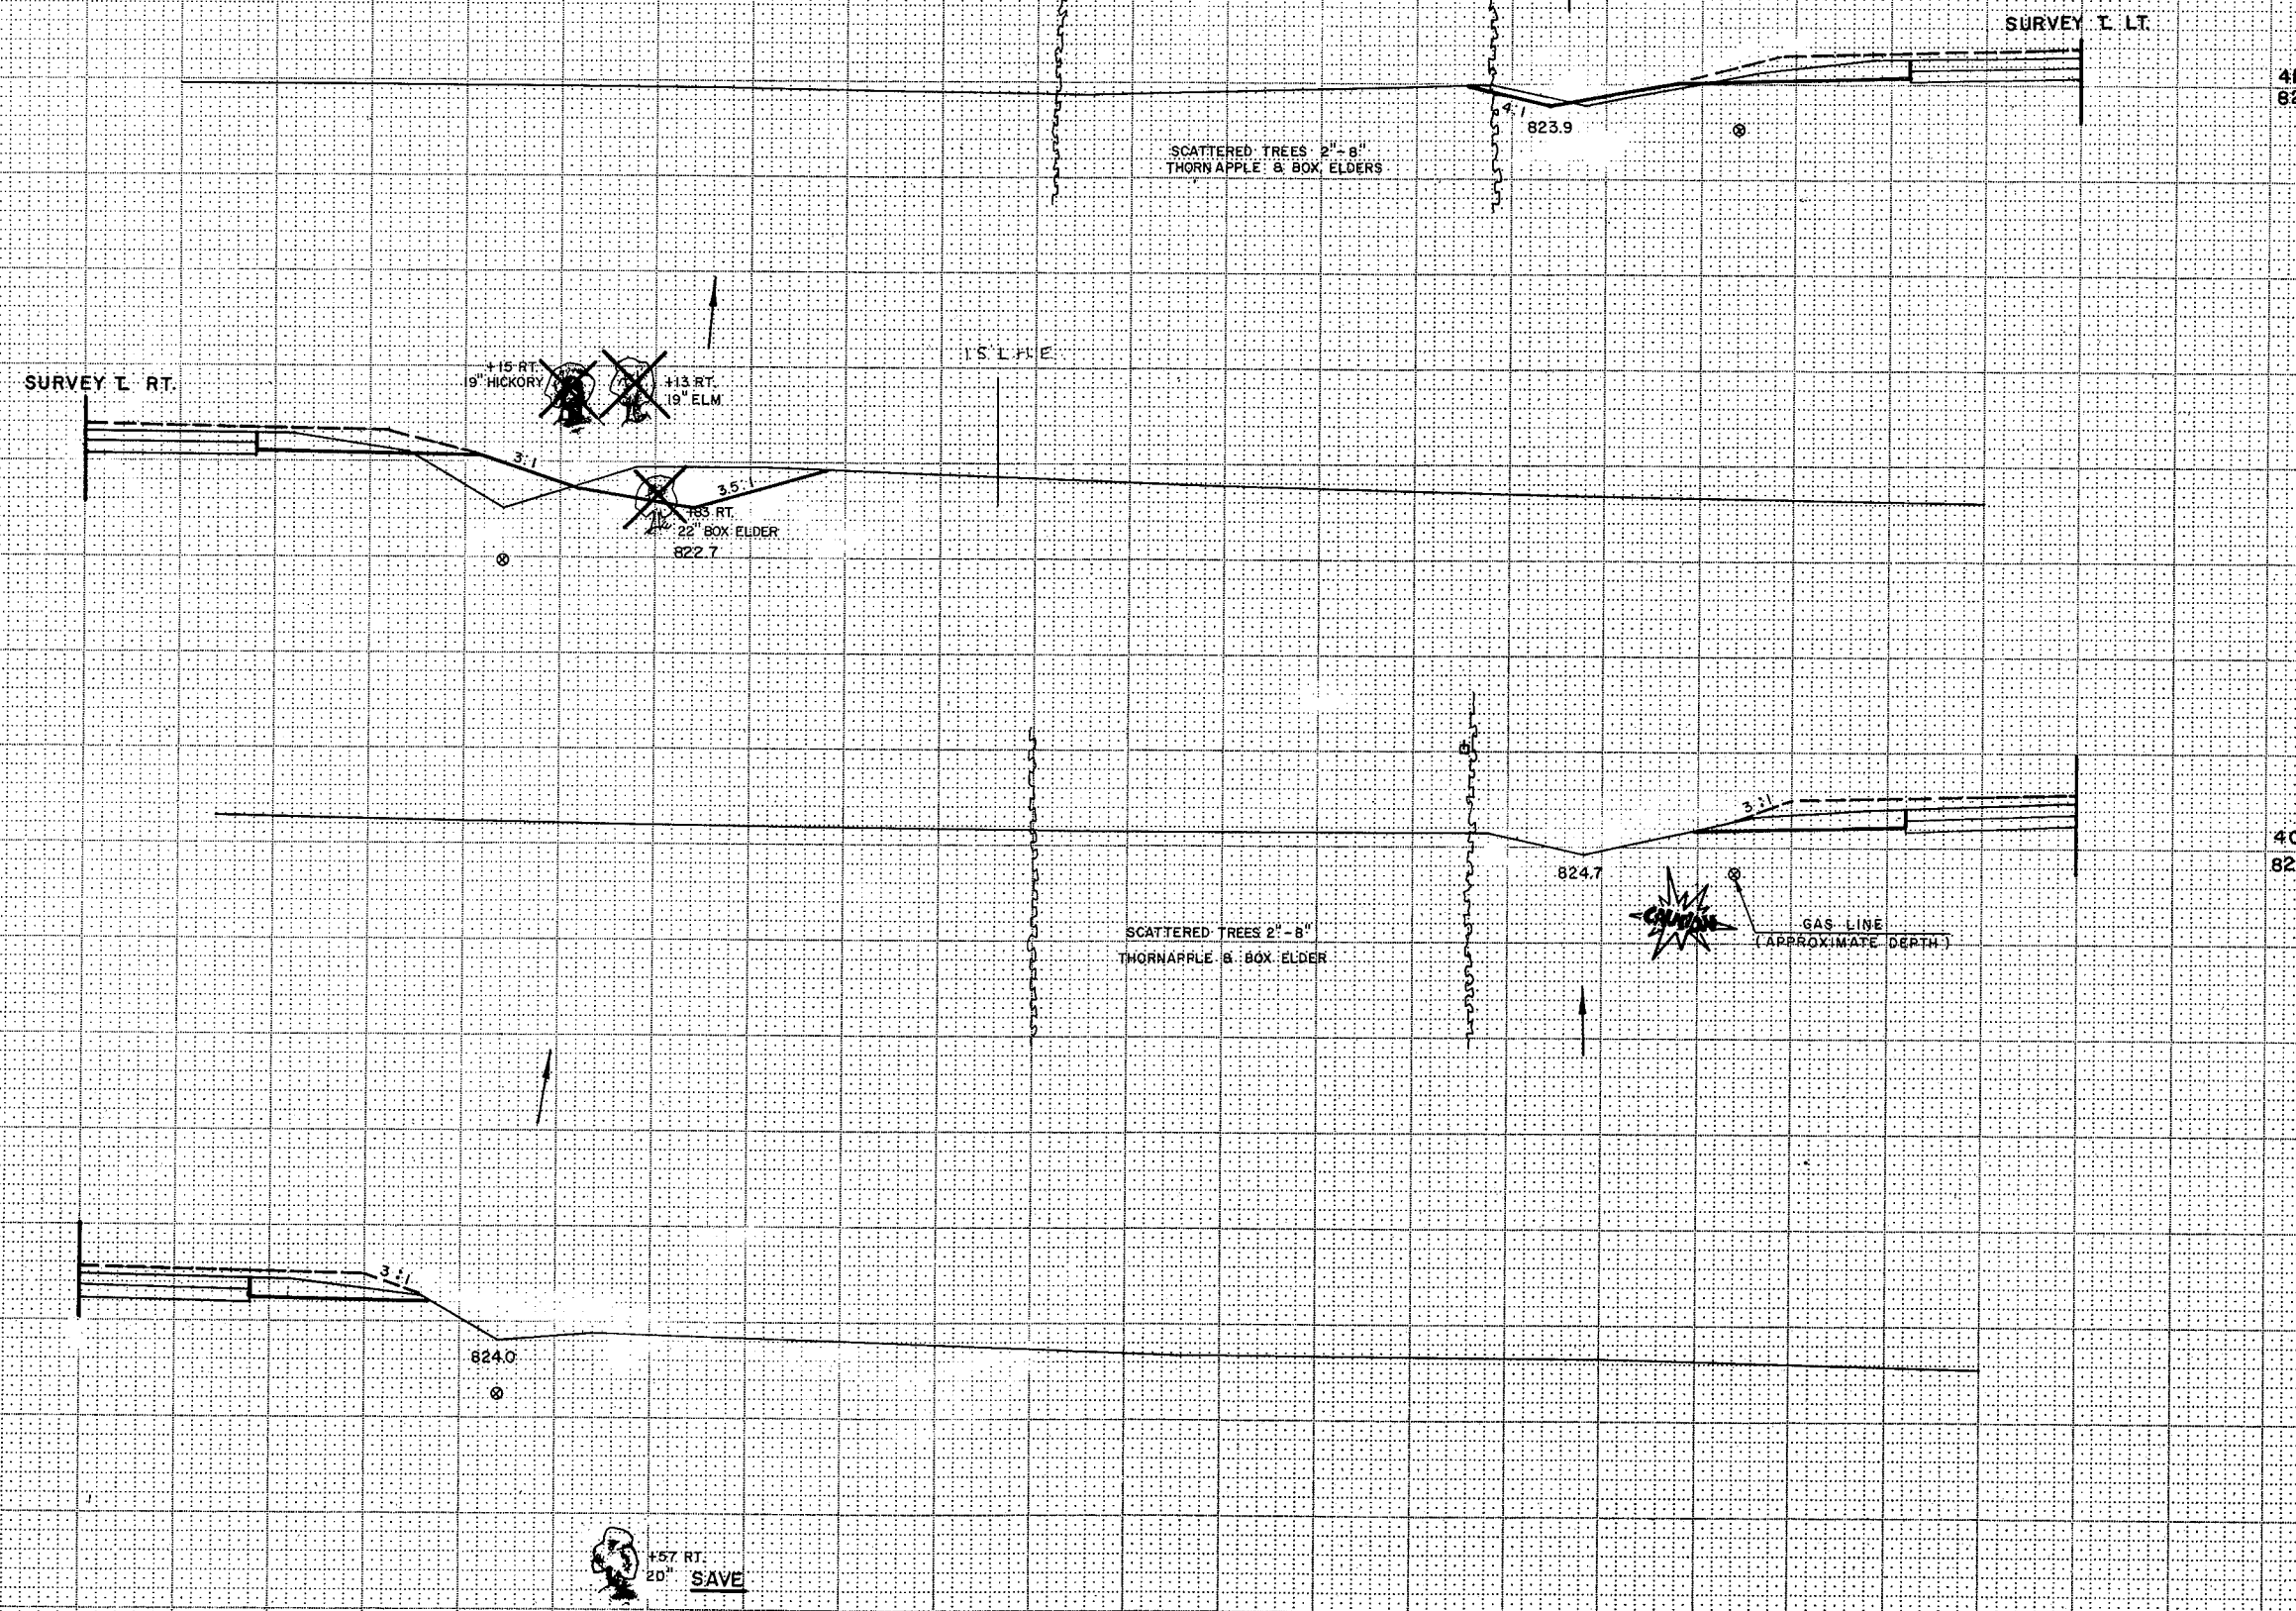 SURVEY T L LT.
4:1
823.9
SCATTERED TREES 2"-8"
THORNAPPLE & BOX ELDERS
SURVEY T L RT.
+15 RT.
19" HICKORY
+13 RT.
19" ELM
3:1
3.5:1
+83 RT.
22" BOX ELDER
822.7
3:1
824.7
CAUTION
GAS LINE
(APPROXIMATE DEPTH)
SCATTERED TREES 2"-8"
THORNAPPLE & BOX ELDER
40
82
3:1
824.0
+57 RT.
20" SAVE